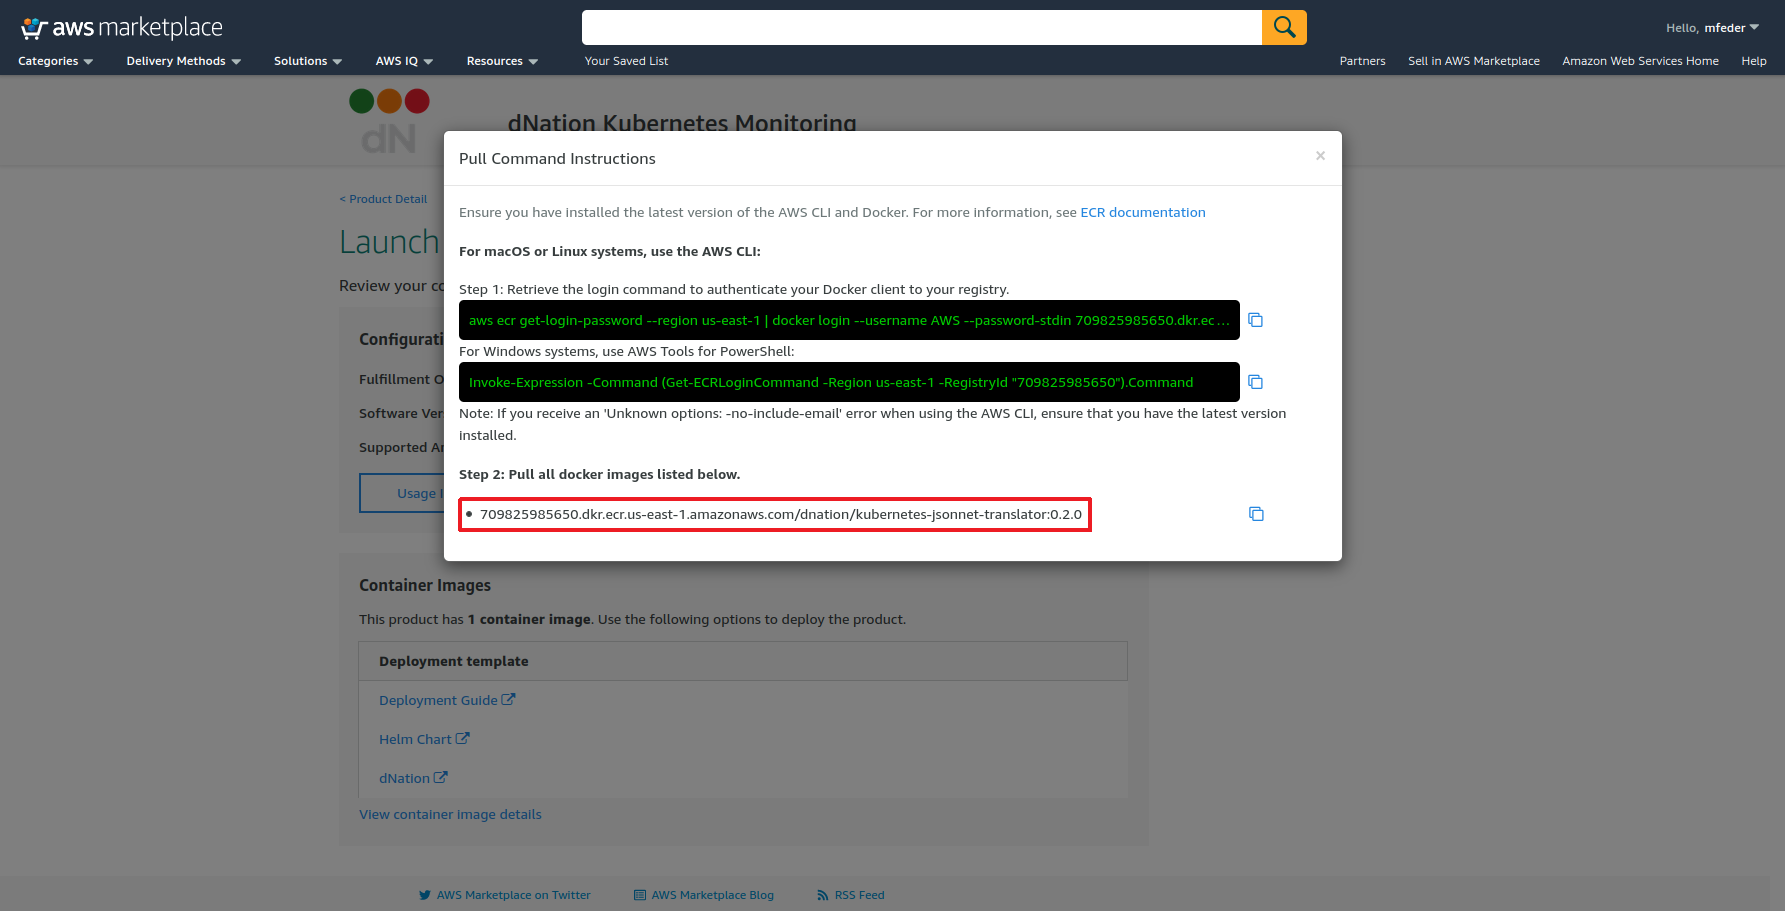 aws marketplace
Hello, mfeder
Categories Delivery Methods Solutions AWS IQ Resources Your Saved List Partners Sell in AWS Marketplace Amazon Web Services Home Help
dN
dNation Kubernetes Monitoring
Pull Command Instructions
×
< Product Detail
Ensure you have installed the latest version of the AWS CLI and Docker. For more information, see ECR documentation
Launch
For macOS or Linux systems, use the AWS CLI:
Review your
Step 1: Retrieve the login command to authenticate your Docker client to your registry.
aws ecr get-login-password --region us-east-1 | docker login --username AWS --password-stdin 709825985650.dkr.ec...
For Windows systems, use AWS Tools for PowerShell:
Invoke-Expression -Command (Get-ECRLoginCommand -Region us-east-1 -RegistryId "709825985650").Command
Fulfillment
Note: If you receive an 'Unknown options: -no-include-email' error when using the AWS CLI, ensure that you have the latest version
installed.
Software
Supported
Step 2: Pull all docker images listed below.
Usage
• 709825985650.dkr.ecr.us-east-1.amazonaws.com/dnation/kubernetes-jsonnet-translator:0.2.0
Container Images
This product has 1 container image. Use the following options to deploy the product.
Deployment template
Deployment Guide
Helm Chart
dNation
View container image details
AWS Marketplace on Twitter AWS Marketplace Blog RSS Feed